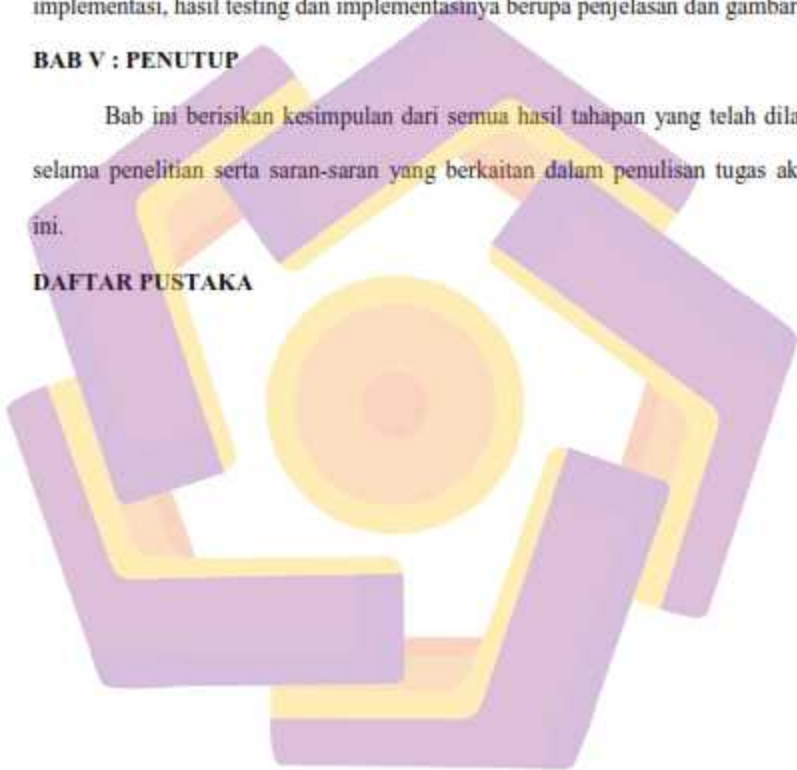 implementasi, hasil testing dan implementasinya berupa penjelasan dan gambar
BAB V : PENUTUP
Bab ini berisikan kesimpulan dari semua hasil tahapan yang telah dila
selama penelitian serta saran-saran yang berkaitan dalam penulisan tugas ak
ini.
DAFTAR PUSTAKA